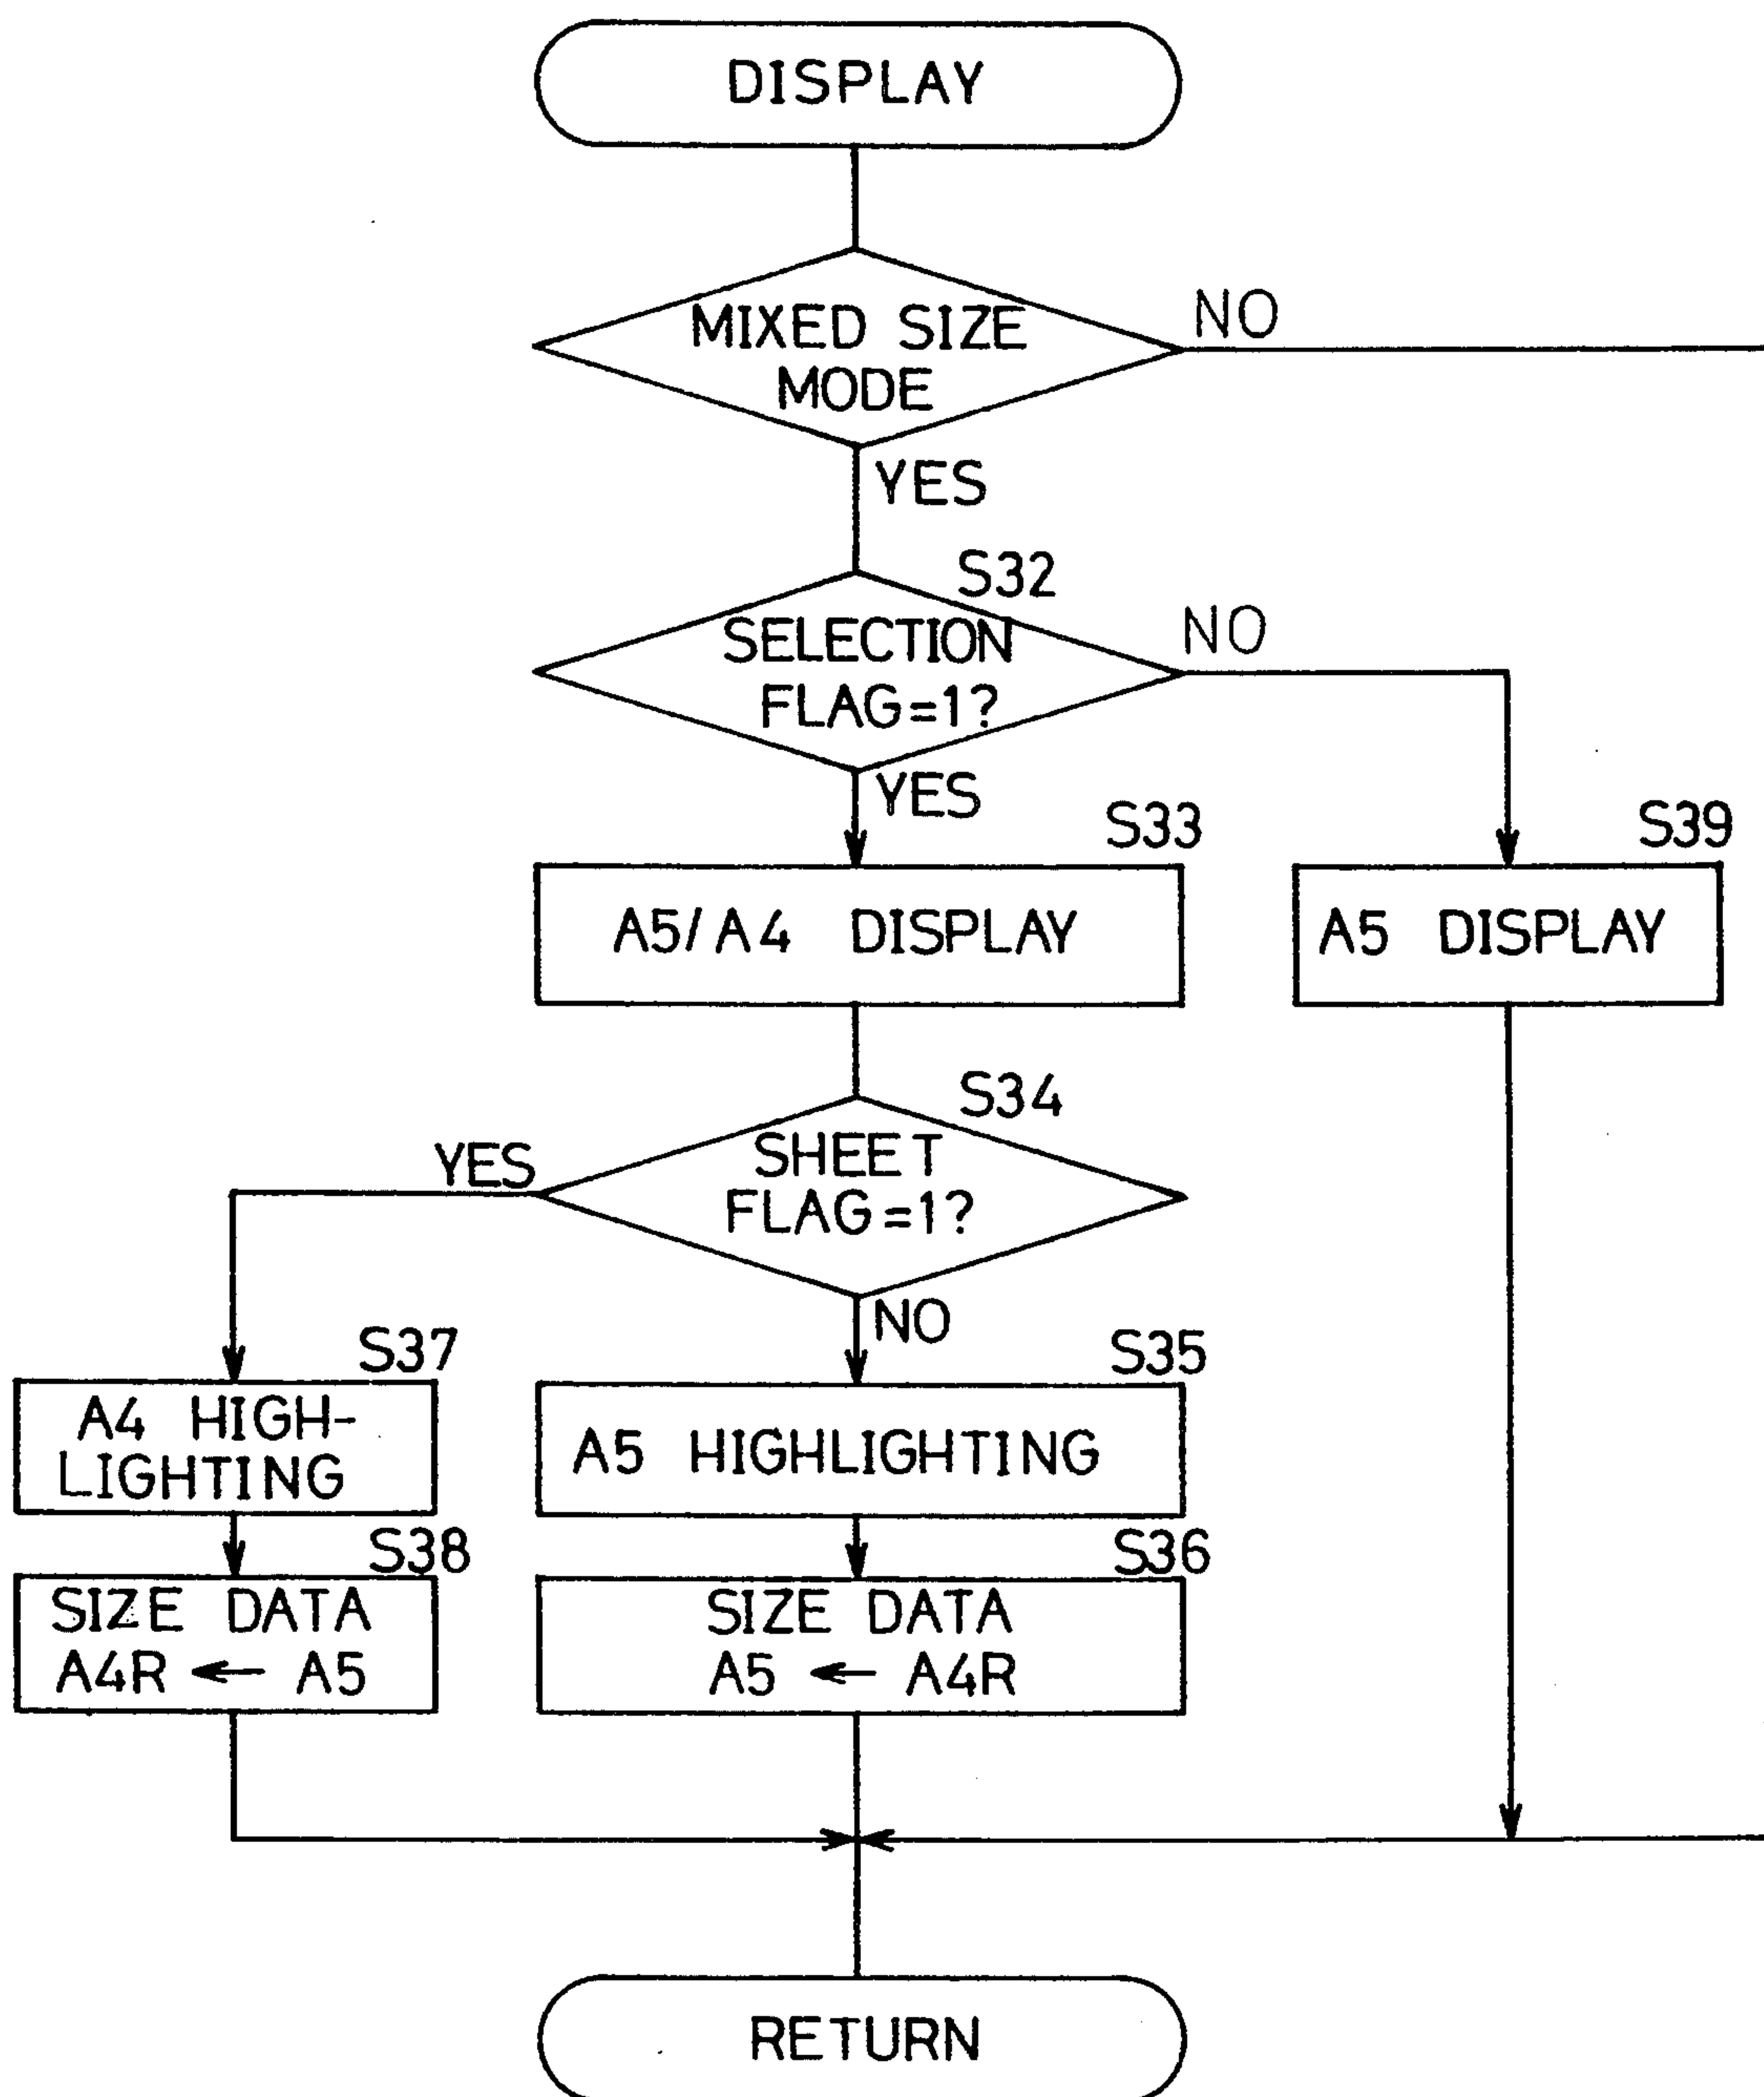 DISPLAY
MIXED SIZE
MODE
NO
YES
S32
SELECTION
FLAG=1?
NO
YES
S33
S39
A5/A4 DISPLAY
A5 DISPLAY
S34
YES
SHEET
FLAG=1?
NO
S37
S35
A4 HIGH-
LIGHTING
A5 HIGHLIGHTING
S38
S36
SIZE DATA
A4R ← A5
SIZE DATA
A5 ← A4R
RETURN